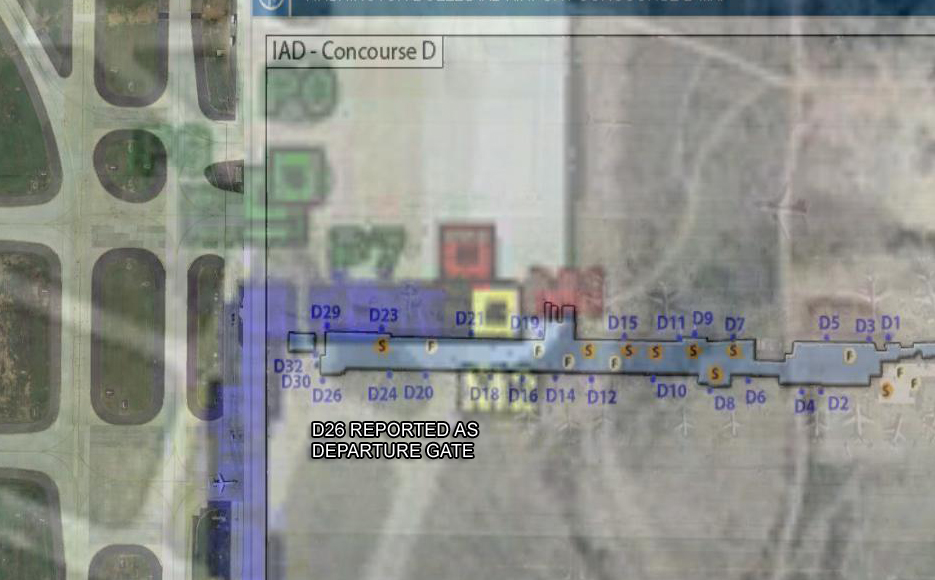 IAD - Concourse D
P7
D29
D23
D21
D19
D15
D11
D9
D7
D5
D3
D1
S
F
F
S
S
S
S
S
F
F
F
F
S
F
F
S
D32
D30
D26
D24
D20
D18
D16
D14
D12
D10
D8
D6
D4
D2
D26 REPORTED AS
DEPARTURE GATE